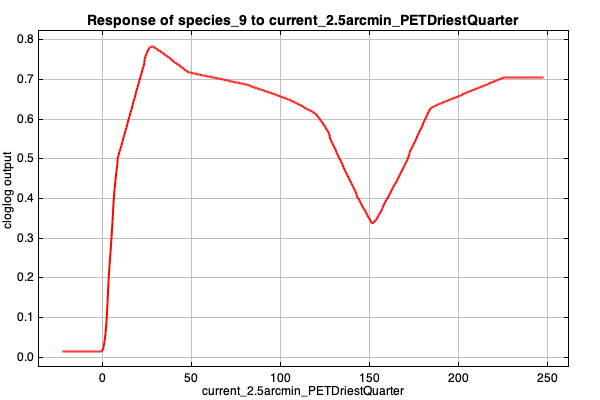 Response of species_9 to current_2.5arcmin_PETDriestQuarter
0.8
0.7
0.6
0.5
0.4
0.3
0.2
0.1
0.0
cloglog output
0 50 100 150 200 250
current_2.5arcmin_PETDriestQuarter